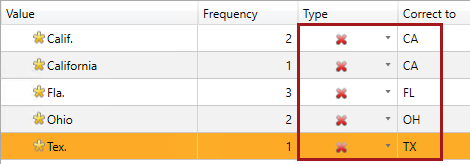 Value Frequency Type Correct to
Calif. 2 CA
California 1 CA
Fla. 3 FL
Ohio 2 OH
Tex. 1 TX